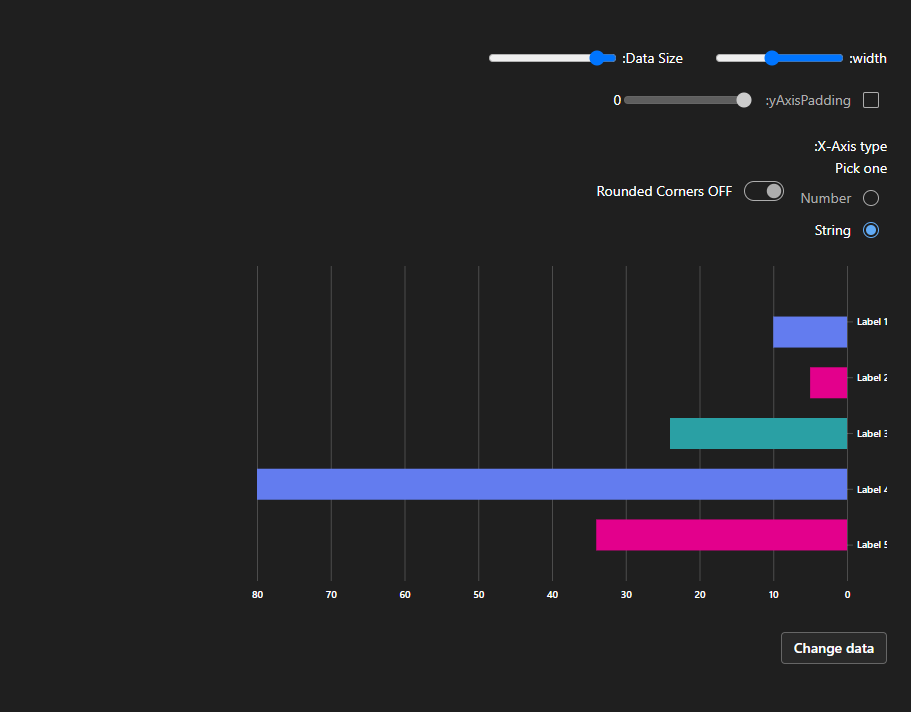 :width
:Data Size
:yAxisPadding
0
:X-Axis type
Pick one
Number
String
Rounded Corners OFF
Label 1
Label 2
Label 3
Label 4
Label 5
80 70 60 50 40 30 20 10 0
Change data